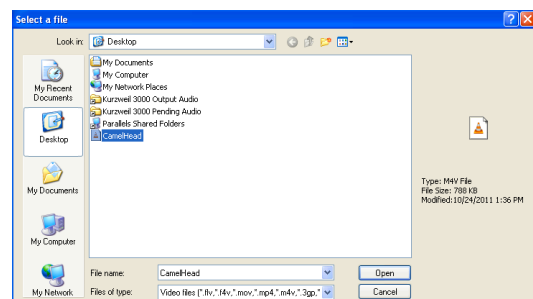 Select a file
Look in:
Desktop
My Recent
Documents
Desktop
My Documents
My Computer
My Network
My Documents
My Computer
My Network Places
Kurzweil 3000 Output Audio
Kurzweil 3000 Pending Audio
Parallels Shared Folders
CamelHead
Type: M4V File
File Size: 788 KB
Modified:10/24/2011 1:36 PM
File name:
CamelHead
Open
Files of type:
Video files (*.flv,*.f4v,*.mov,*.mp4,*.m4v,*.3gp,*
Cancel